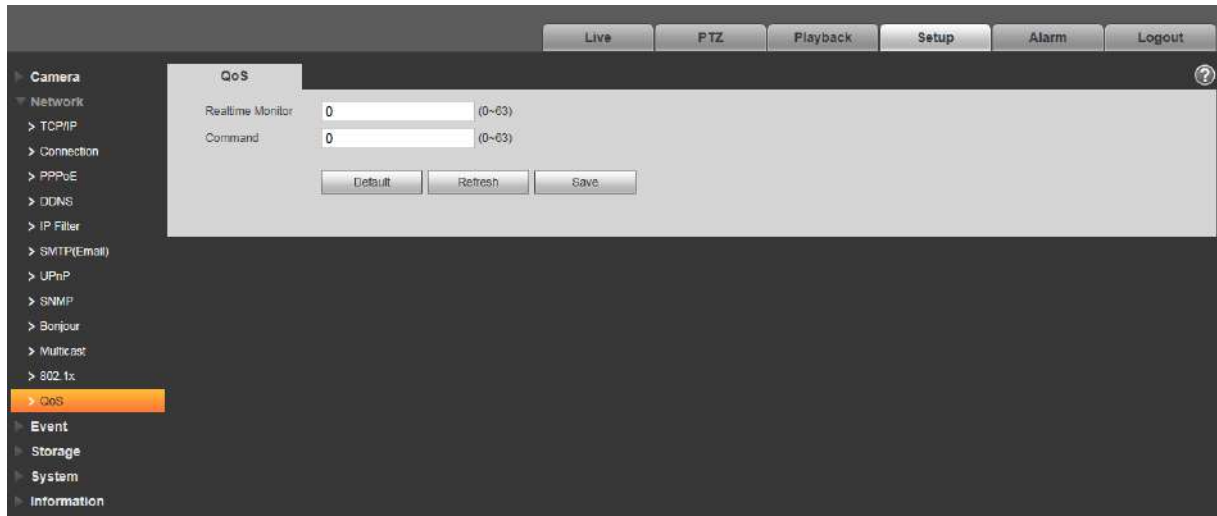 Live PTZ Playback Setup Alarm Logout
Camera
Network
> TCP/IP
> Connection
> PPPoE
> DDNS
> IP Filter
> SMTP(Email)
> UPnP
> SNMP
> Bonjour
> Multicast
> 802.1x
> QoS
Event
Storage
System
Information
QoS ?
Realtime Monitor 0 (0~63)
Command 0 (0~63)
Default Refresh Save